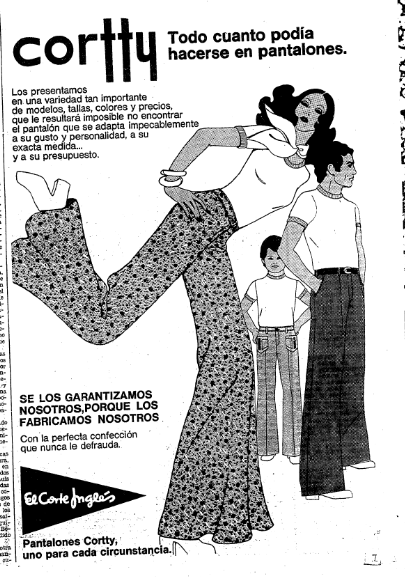 cortty
Todo cuanto podía
hacerse en pantalones.
Los presentamos
en una variedad tan importante
de modelos, tallas, colores y precios,
que le resultará imposible no encontrar
el pantalón que se adapta impecablemente
a su gusto y personalidad, a su
exacta medida...
y a su presupuesto.
SE LOS GARANTIZAMOS
NOSOTROS, PORQUE LOS
FABRICAMOS NOSOTROS
Con la perfecta confección
que nunca le defrauda.
El Corte Inglés
Pantalones Cortty,
uno para cada circunstancia.